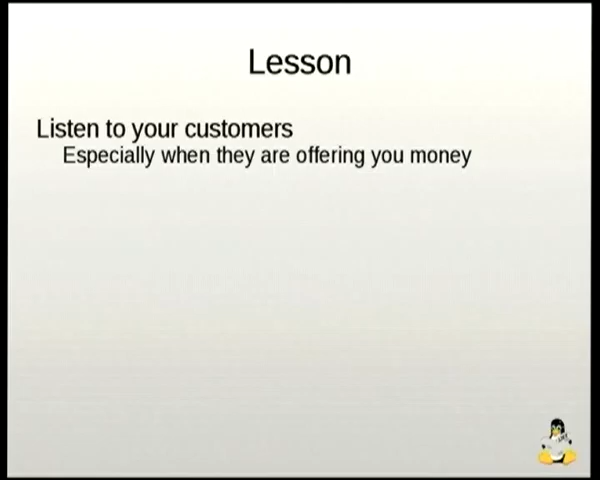 Lesson
Listen to your customers
Especially when they are offering you money